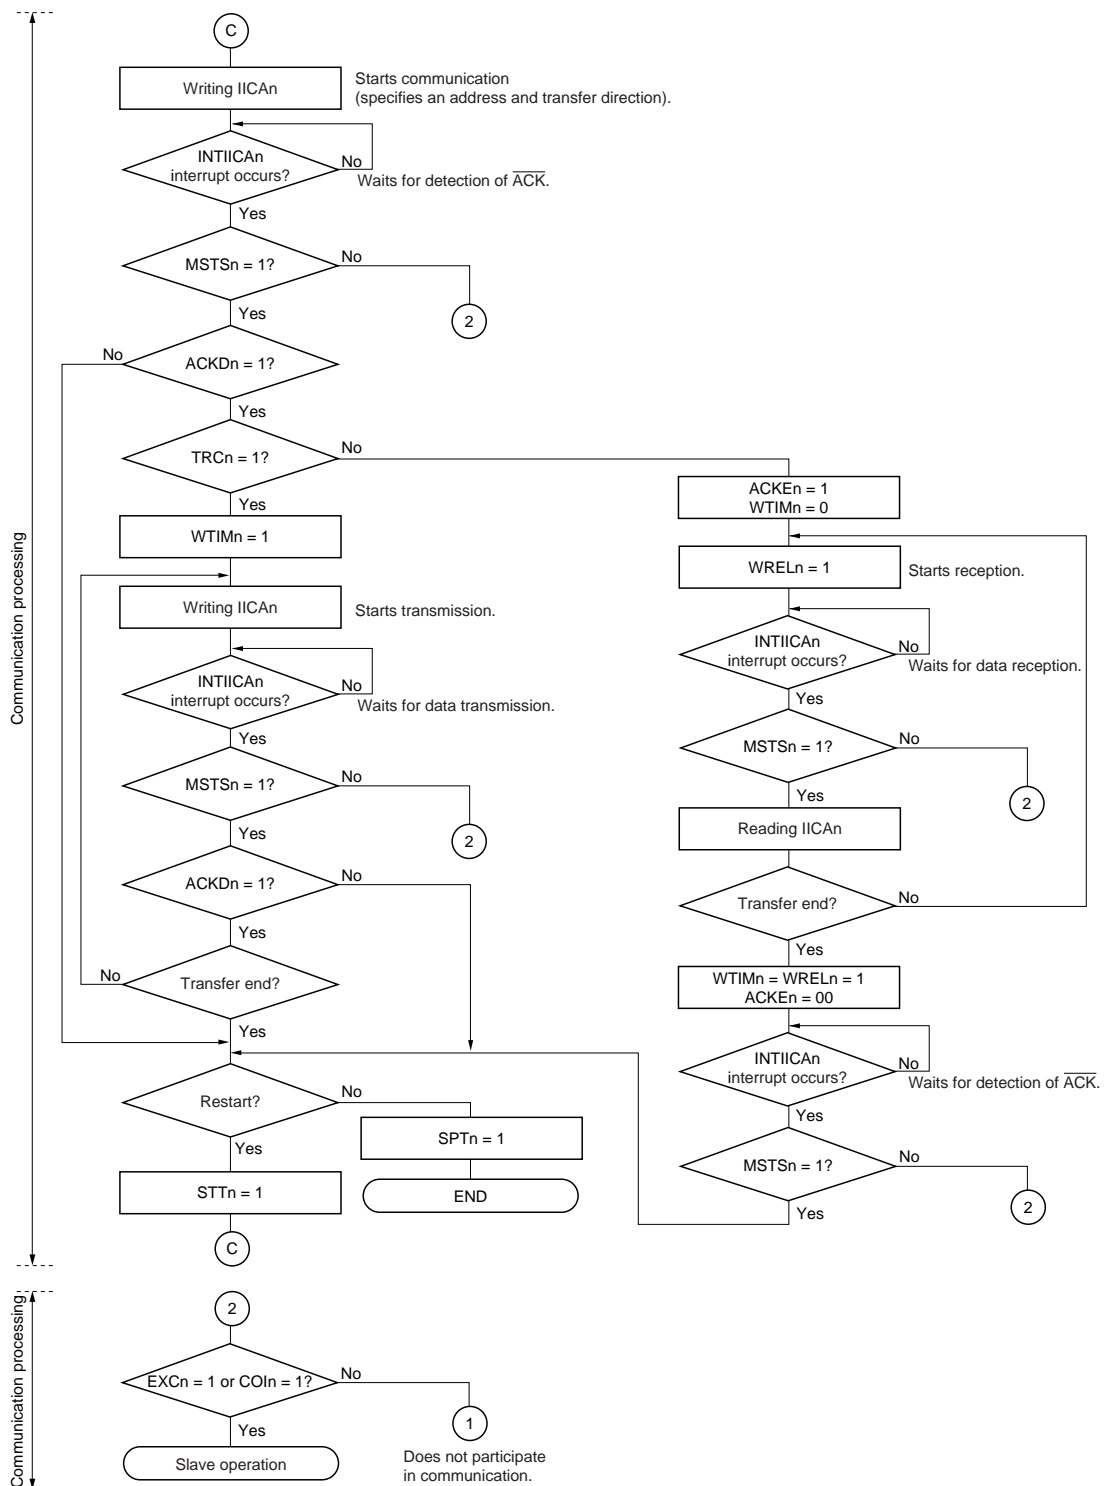 C
Writing IICAn
Starts communication
(specifies an address and transfer direction).
INTIICAn
interrupt occurs?
No
Waits for detection of ACK.
Yes
MSTSn = 1?
No
2
Yes
ACKDn = 1?
No
Yes
TRCn = 1?
No
Yes
WTIMn = 1
Writing IICAn
Starts transmission.
INTIICAn
interrupt occurs?
No
Waits for data transmission.
Yes
MSTSn = 1?
No
2
Yes
ACKDn = 1?
No
Yes
Transfer end?
No
Yes
Restart?
No
Yes
SPTn = 1
END
STTn = 1
C
ACKEn = 1
WTIMn = 0
WRELn = 1
Starts reception.
INTIICAn
interrupt occurs?
No
Waits for data reception.
Yes
MSTSn = 1?
No
2
Yes
Reading IICAn
Transfer end?
No
Yes
WTIMn = WRELn = 1
ACKEn = 00
INTIICAn
interrupt occurs?
No
Waits for detection of ACK.
Yes
MSTSn = 1?
No
2
Yes
Communication processing
2
EXCn = 1 or COIn = 1?
No
1
Does not participate
in communication.
Yes
Slave operation
Communication processing